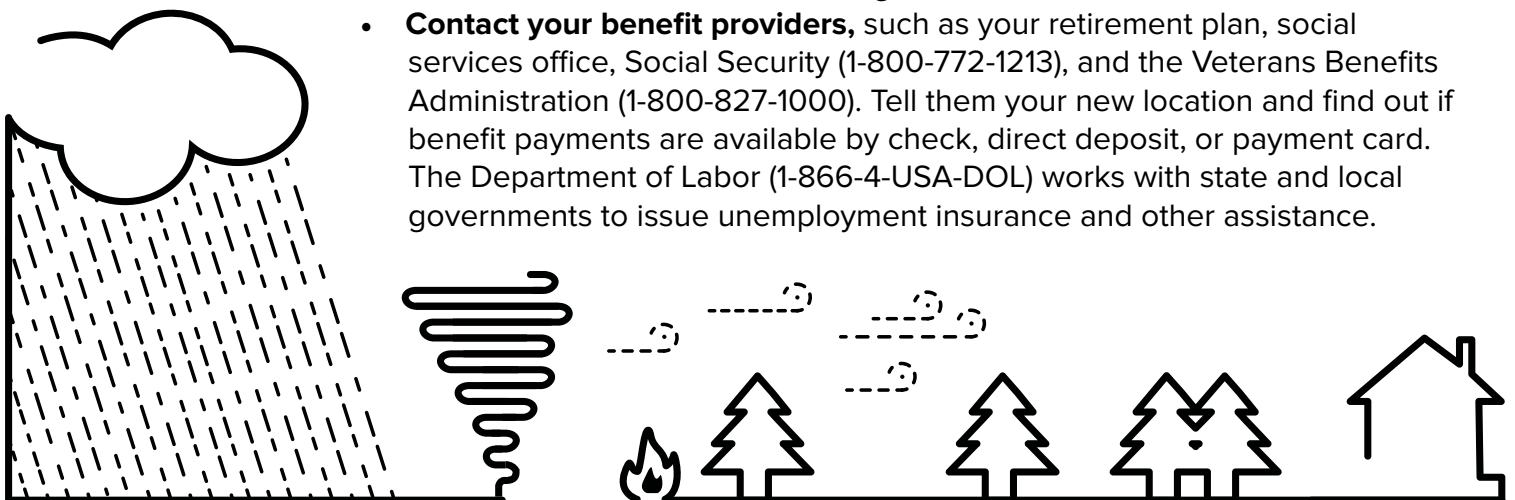 • Contact your benefit providers, such as your retirement plan, social
services office, Social Security (1-800-772-1213), and the Veterans Benefits
Administration (1-800-827-1000). Tell them your new location and find out if
benefit payments are available by check, direct deposit, or payment card.
The Department of Labor (1-866-4-USA-DOL) works with state and local
governments to issue unemployment insurance and other assistance.